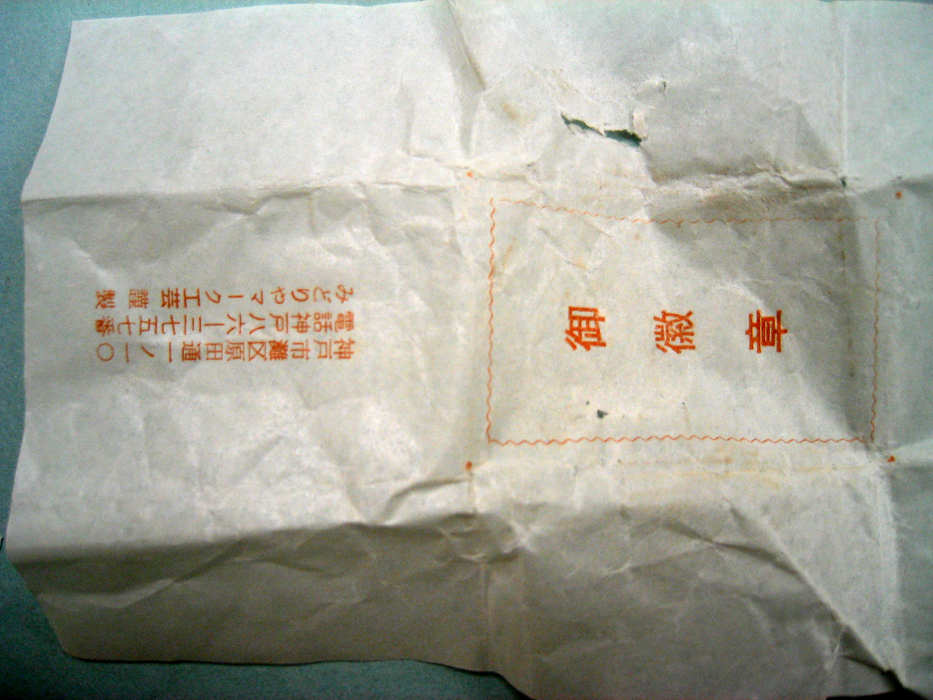 御徽章
神戸市灘区原田通一ノ一〇
電話神戸八六ー三七五七番
みどりやマーク工芸 謹製